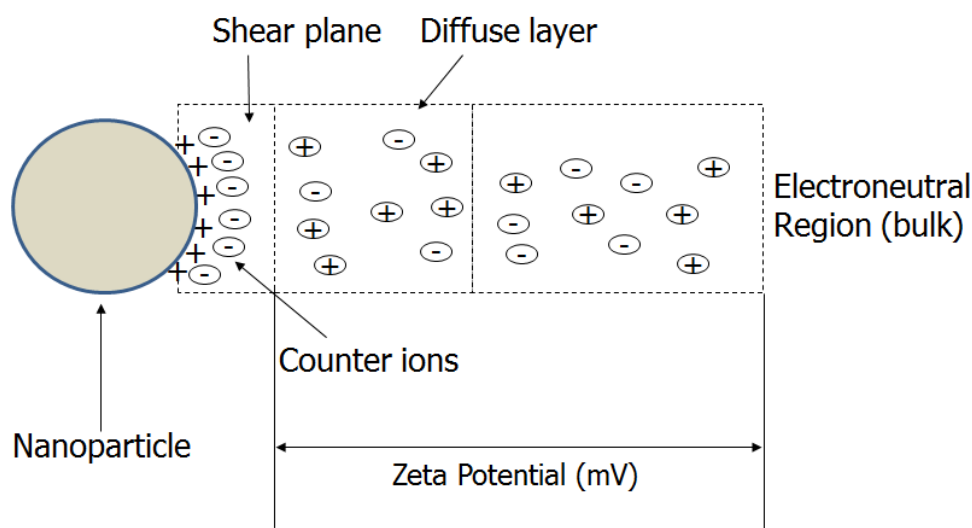 Shear plane
Diffuse layer
+ - + - + - + - + - + -
+ - + - + + + - +
+ - - + - + + - - +
Electroneutral
Region (bulk)
Counter ions
Nanoparticle
Zeta Potential (mV)